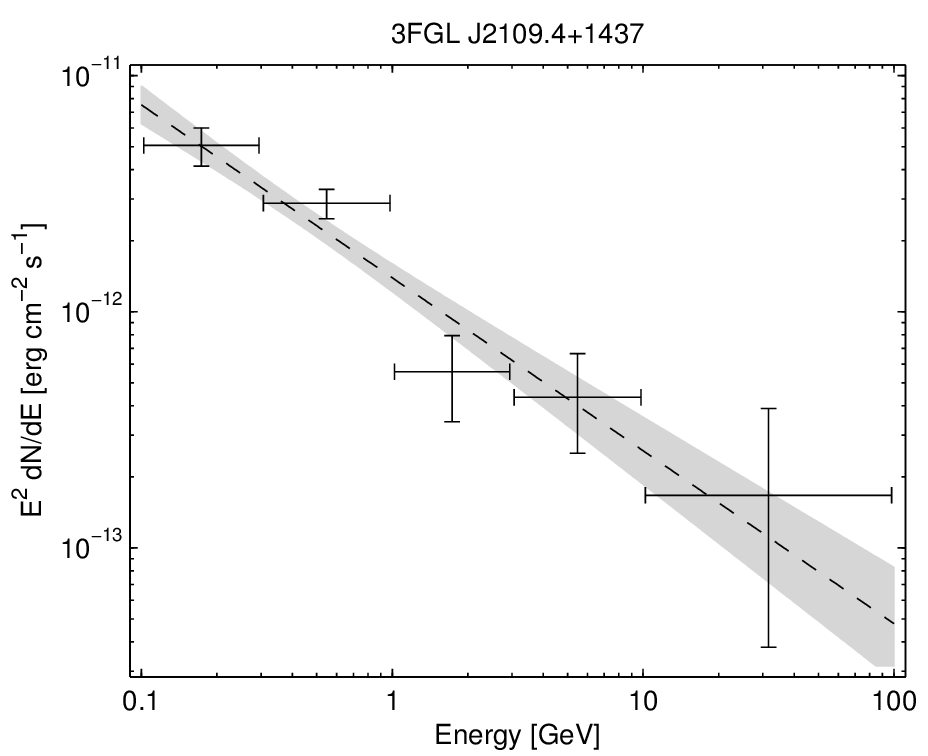 3FGL J2109.4+1437
10⁻¹¹
10⁻¹²
10⁻¹³
E² dN/dE [erg cm⁻² s⁻¹]
0.1 1 10 100
Energy [GeV]